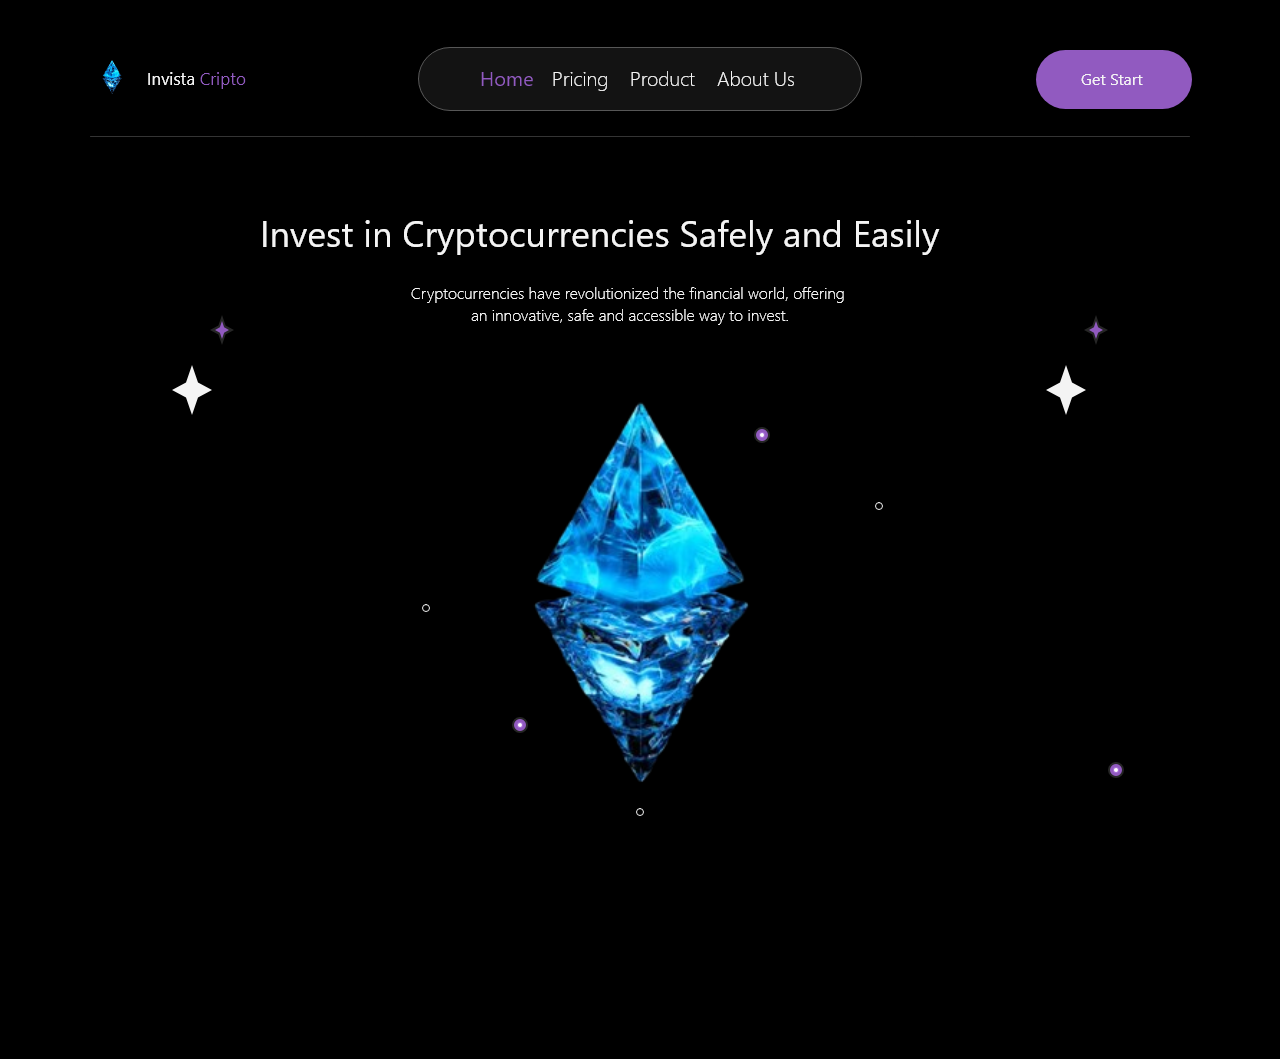 Invista Cripto
Home Pricing Product About Us
Get Start
Invest in Cryptocurrencies Safely and Easily
Cryptocurrencies have revolutionized the financial world, offering
an innovative, safe and accessible way to invest.